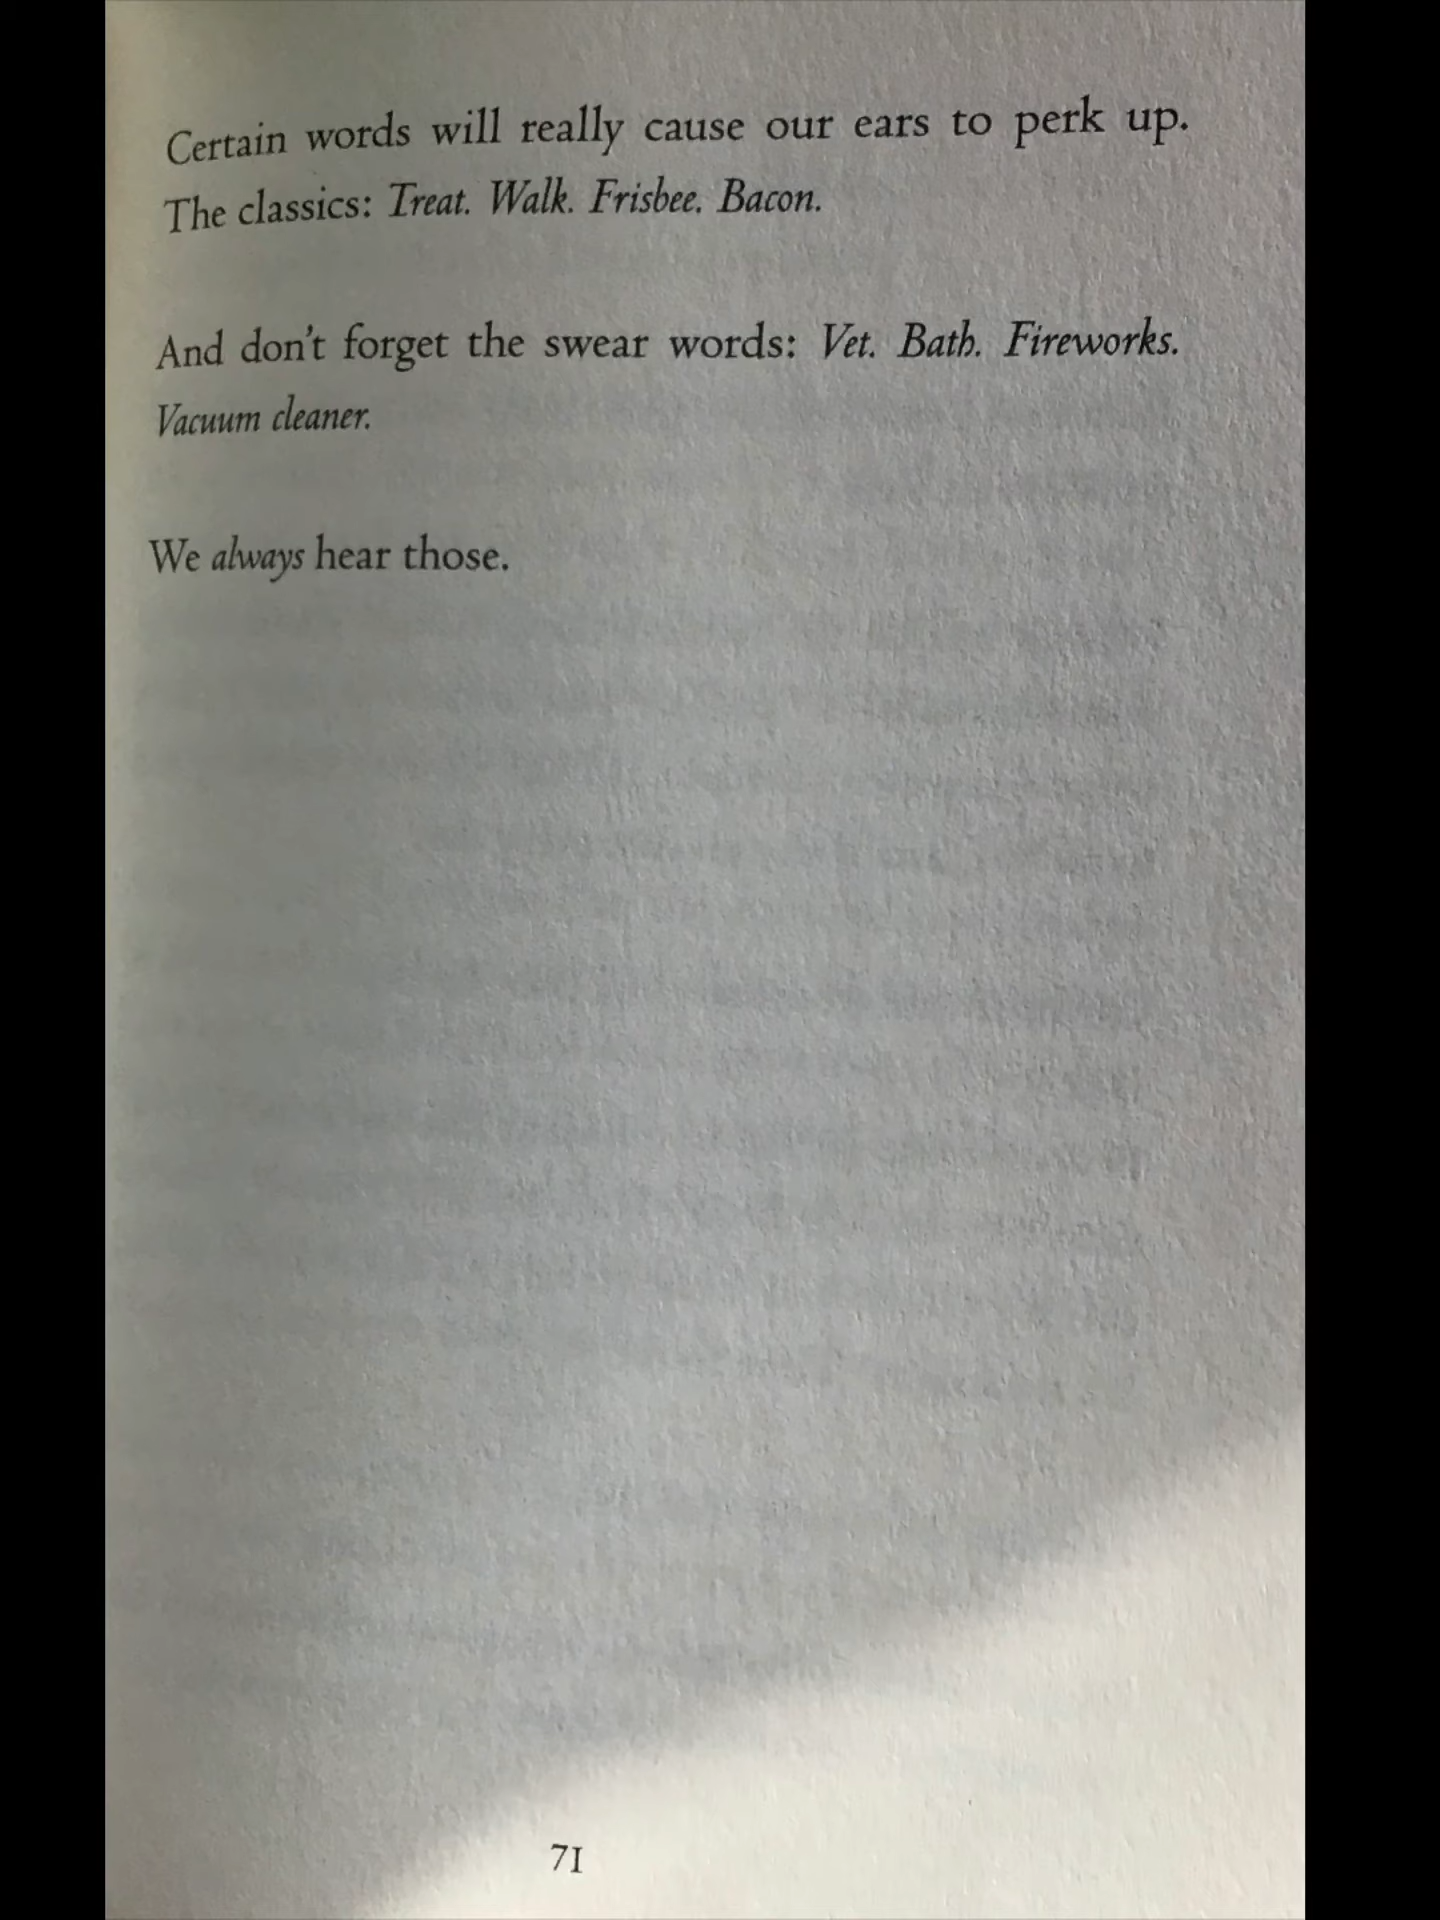 Certain words will really cause our ears to perk up.
The classics: Treat. Walk. Frisbee. Bacon.
And don't forget the swear words: Vet. Bath. Fireworks.
Vacuum cleaner.
We always hear those.
71